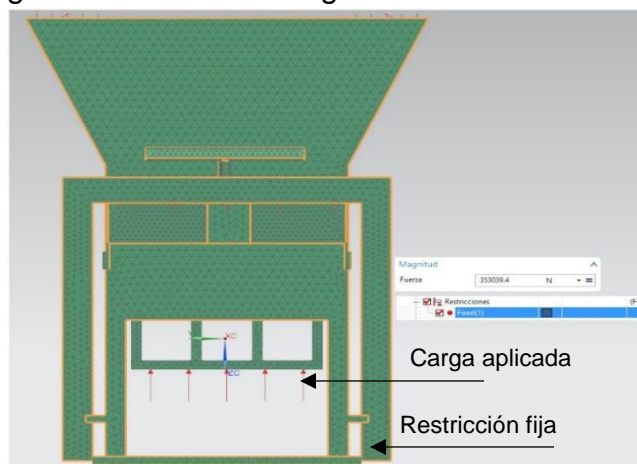 Magnitud
Fuerza 353039.4 N
Restricciones
Fixed(1)
XC
ZC
Carga aplicada
Restricción fija